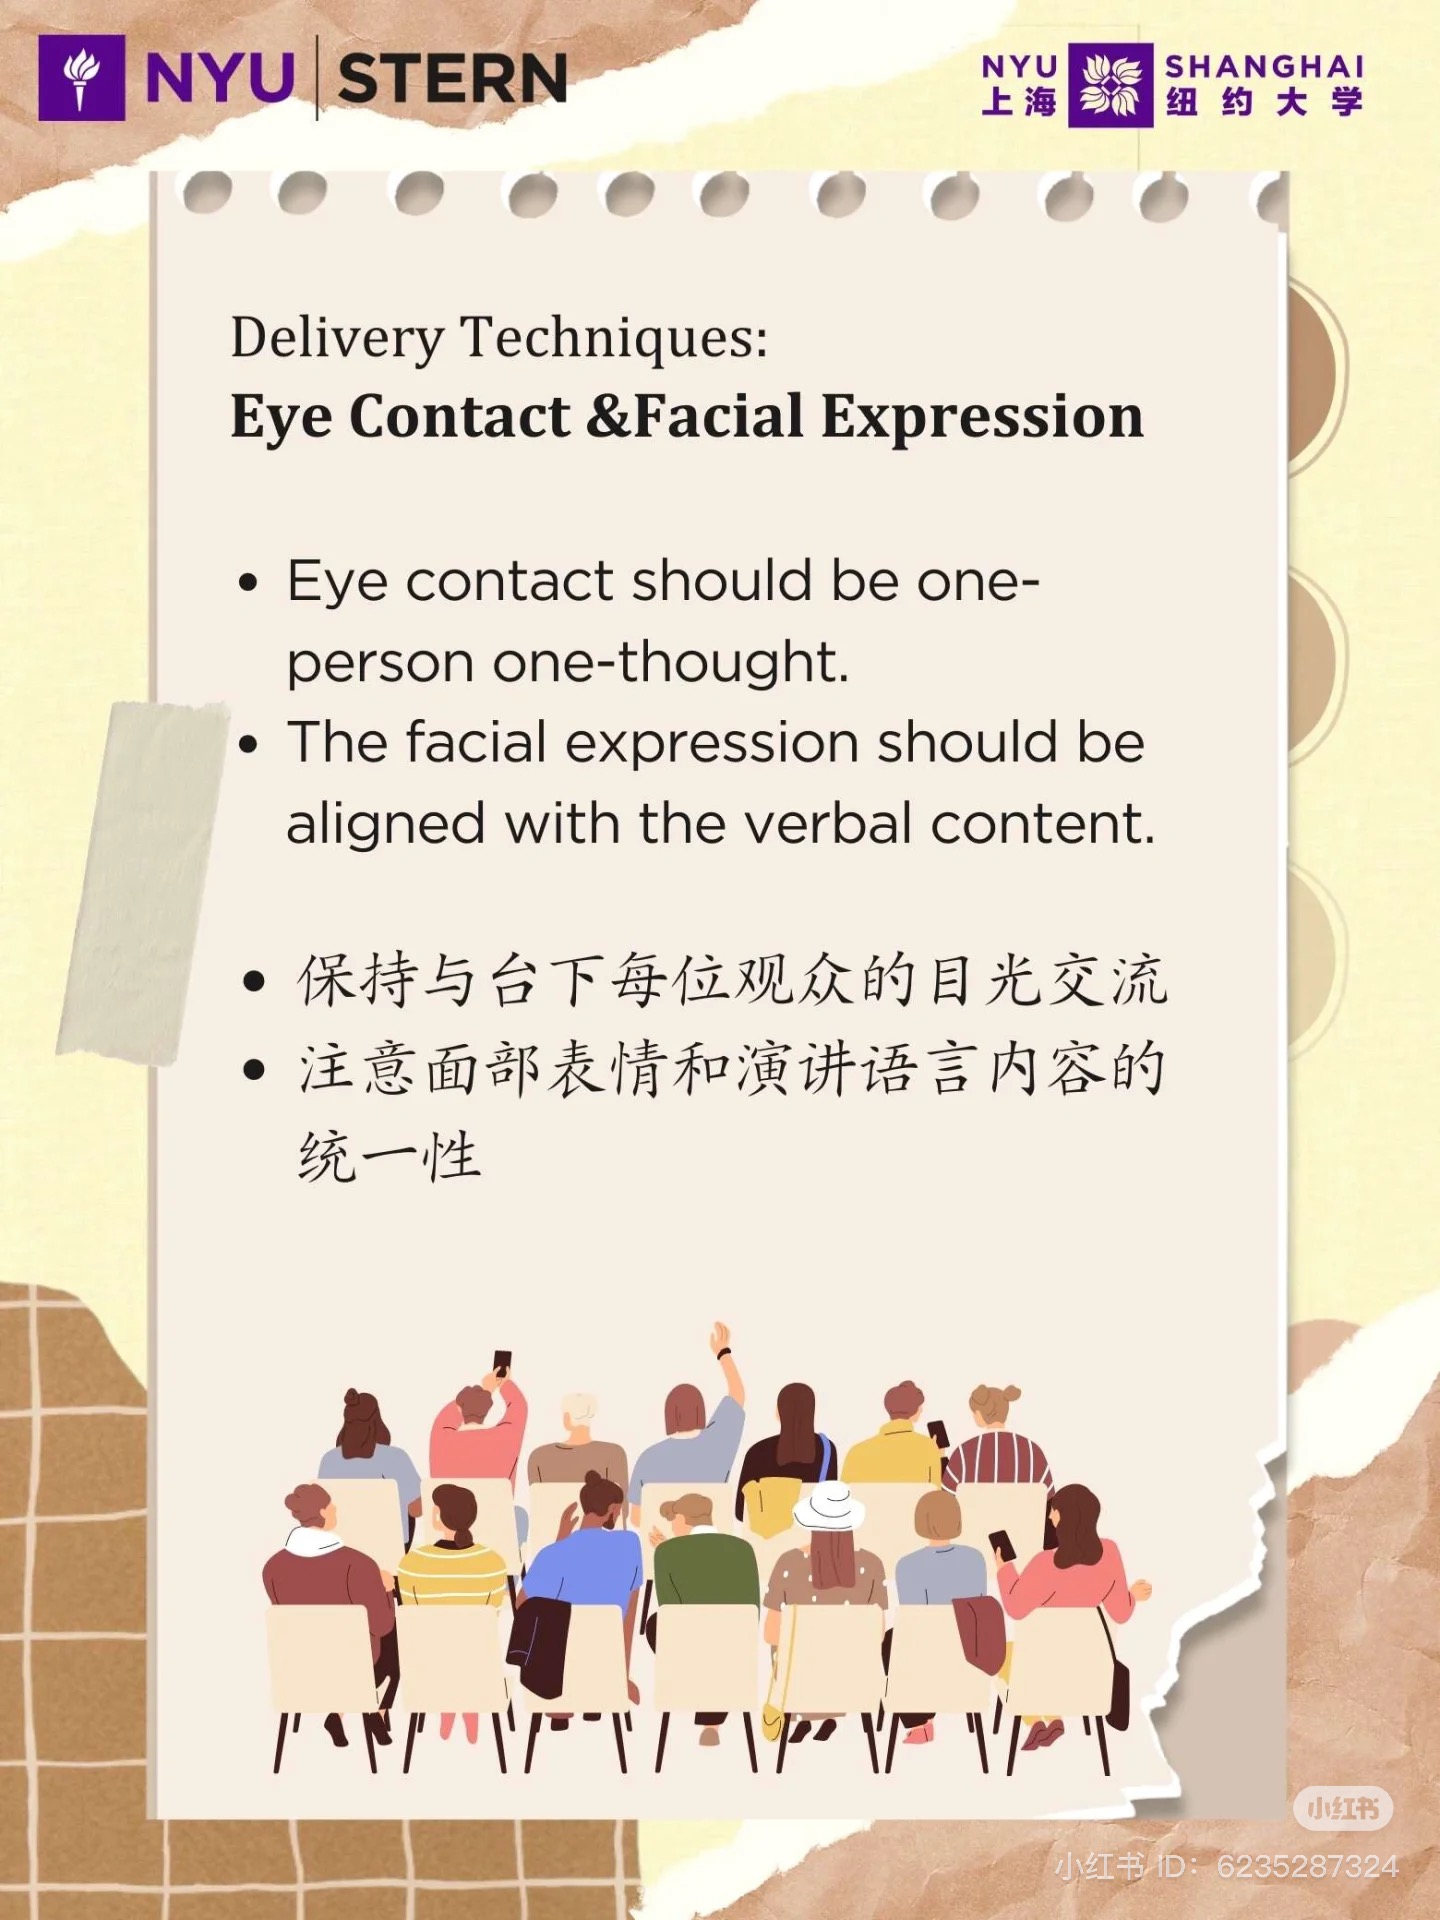 NYU | STERN
NYU SHANGHAI
上海 纽约大学
Delivery Techniques:
Eye Contact &Facial Expression
• Eye contact should be one-
person one-thought.
• The facial expression should be
aligned with the verbal content.
• 保持与台下每位观众的目光交流
• 注意面部表情和演讲语言内容的
统一性
小红书
小红书 ID: 6235287324